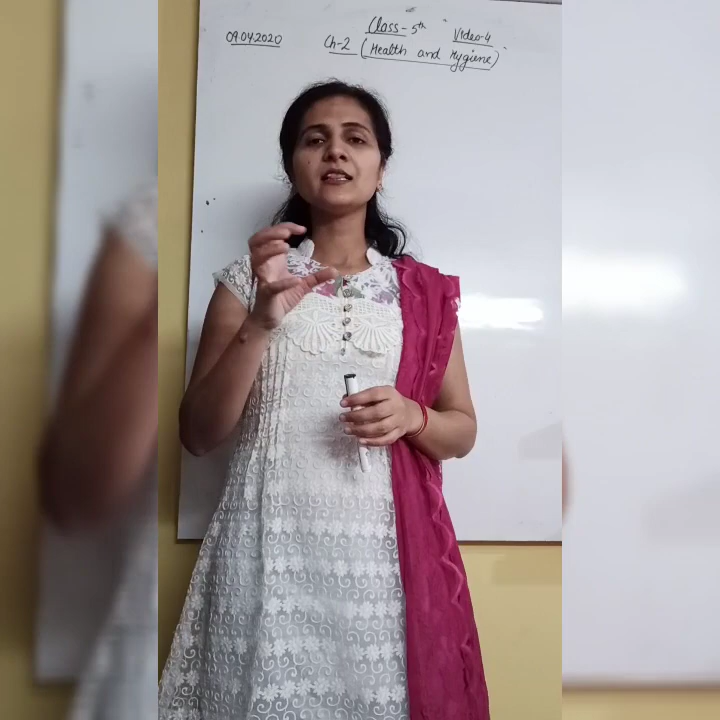 09.04.2020
Class - 5th " Video-4
Ch-2 (Health and Hygiene)"